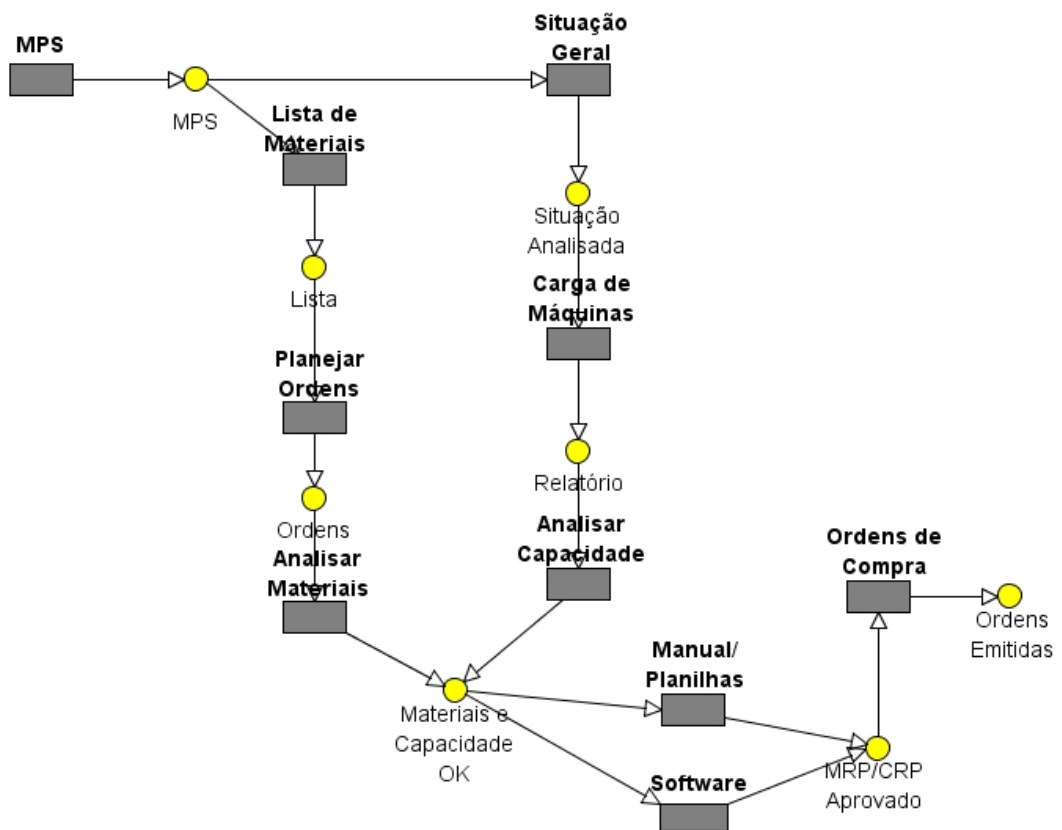 MPS
MPS
Situação
Geral
Lista de
Materiais
Situação
Analisada
Lista
Carga de
Máquinas
Planejar
Ordens
Relatório
Ordens
Analisar
Capacidade
Analisar
Materiais
Ordens de
Compra
Ordens
Emitidas
Manual/
Planilhas
Materiais e
Capacidade
OK
Software
MRP/CRP
Aprovado